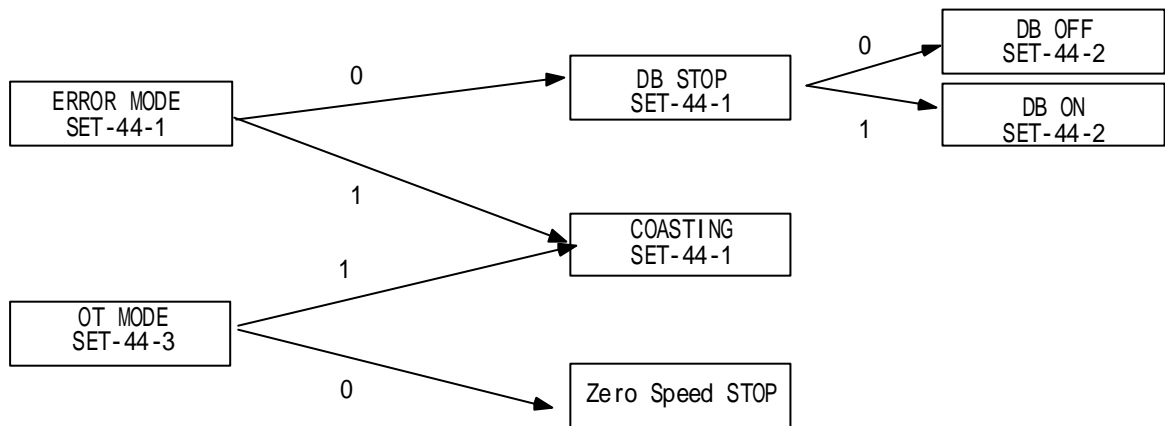 ERROR MODE
SET-44-1
0
1
DB STOP
SET-44-1
0
1
DB OFF
SET-44-2
DB ON
SET-44-2
COASTING
SET-44-1
OT MODE
SET-44-3
1
0
Zero Speed STOP